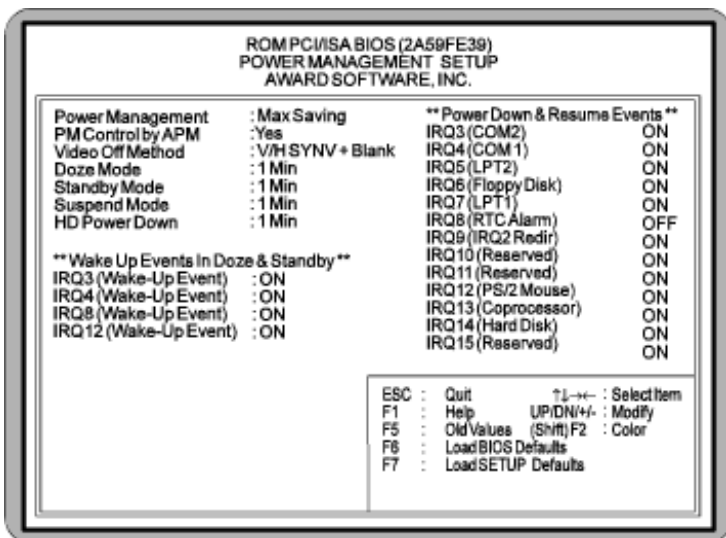 ROM PCI/ISA BIOS (2A59FE39)
POWER MANAGEMENT SETUP
AWARD SOFTWARE, INC.
Power Management : Max Saving
PM Control by APM : Yes
Video Off Method : V/H SYNV + Blank
Doze Mode : 1 Min
Standby Mode : 1 Min
Suspend Mode : 1 Min
HD Power Down : 1 Min
** Wake Up Events In Doze & Standby **
IRQ3 (Wake-Up Event) : ON
IRQ4 (Wake-Up Event) : ON
IRQ8 (Wake-Up Event) : ON
IRQ12 (Wake-Up Event) : ON
** Power Down & Resume Events **
IRQ3 (COM2) ON
IRQ4 (COM 1) ON
IRQ5 (LPT2) ON
IRQ6 (Floppy Disk) ON
IRQ7 (LPT1) ON
IRQ8 (RTC Alarm) OFF
IRQ9 (IRQ2 Redir) ON
IRQ10 (Reserved) ON
IRQ11 (Reserved) ON
IRQ12 (PS/2 Mouse) ON
IRQ13 (Coprocessor) ON
IRQ14 (Hard Disk) ON
IRQ15 (Reserved) ON
ESC : Quit ↑↓→← : Select Item
F1 : Help UP/DN/+/- : Modify
F5 : Old Values (Shift) F2 : Color
F6 : Load BIOS Defaults
F7 : Load SETUP Defaults